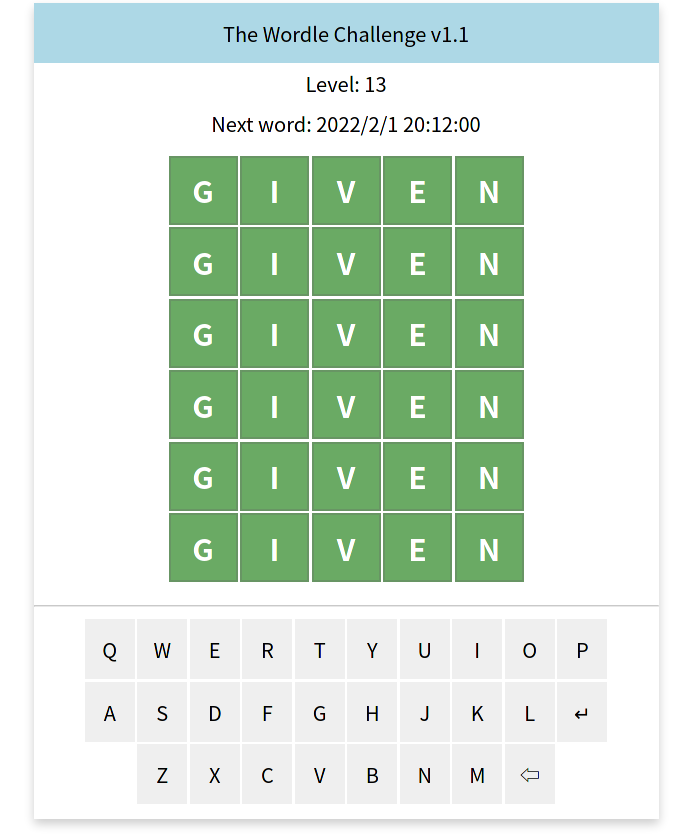 The Wordle Challenge v1.1
Level: 13
Next word: 2022/2/1 20:12:00
G I V E N
G I V E N
G I V E N
G I V E N
G I V E N
G I V E N
Q W E R T Y U I O P
A S D F G H J K L ↵
Z X C V B N M ⇦